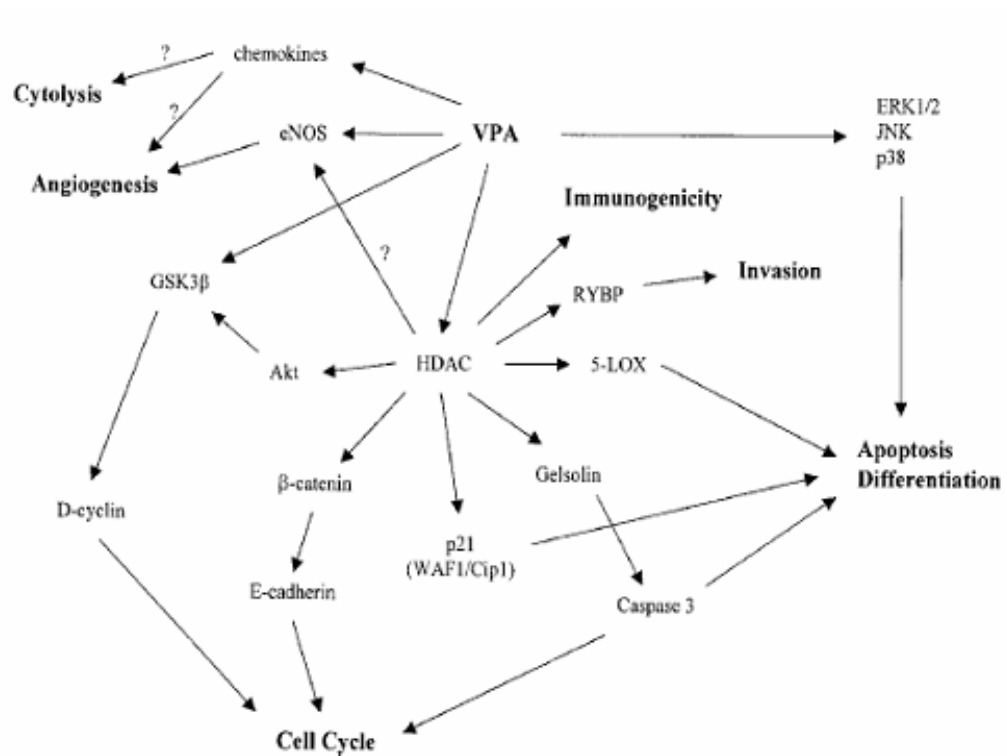 ?
chemokines
Cytolysis
?
ERK1/2
JNK
p38
eNOS
VPA
Angiogenesis
Immunogenicity
?
GSK3β
RYBP
Invasion
Akt
HDAC
5-LOX
Apoptosis
Differentiation
β-catenin
Gelsolin
D-cyclin
p21
(WAF1/Cip1)
E-cadherin
Caspase 3
Cell Cycle